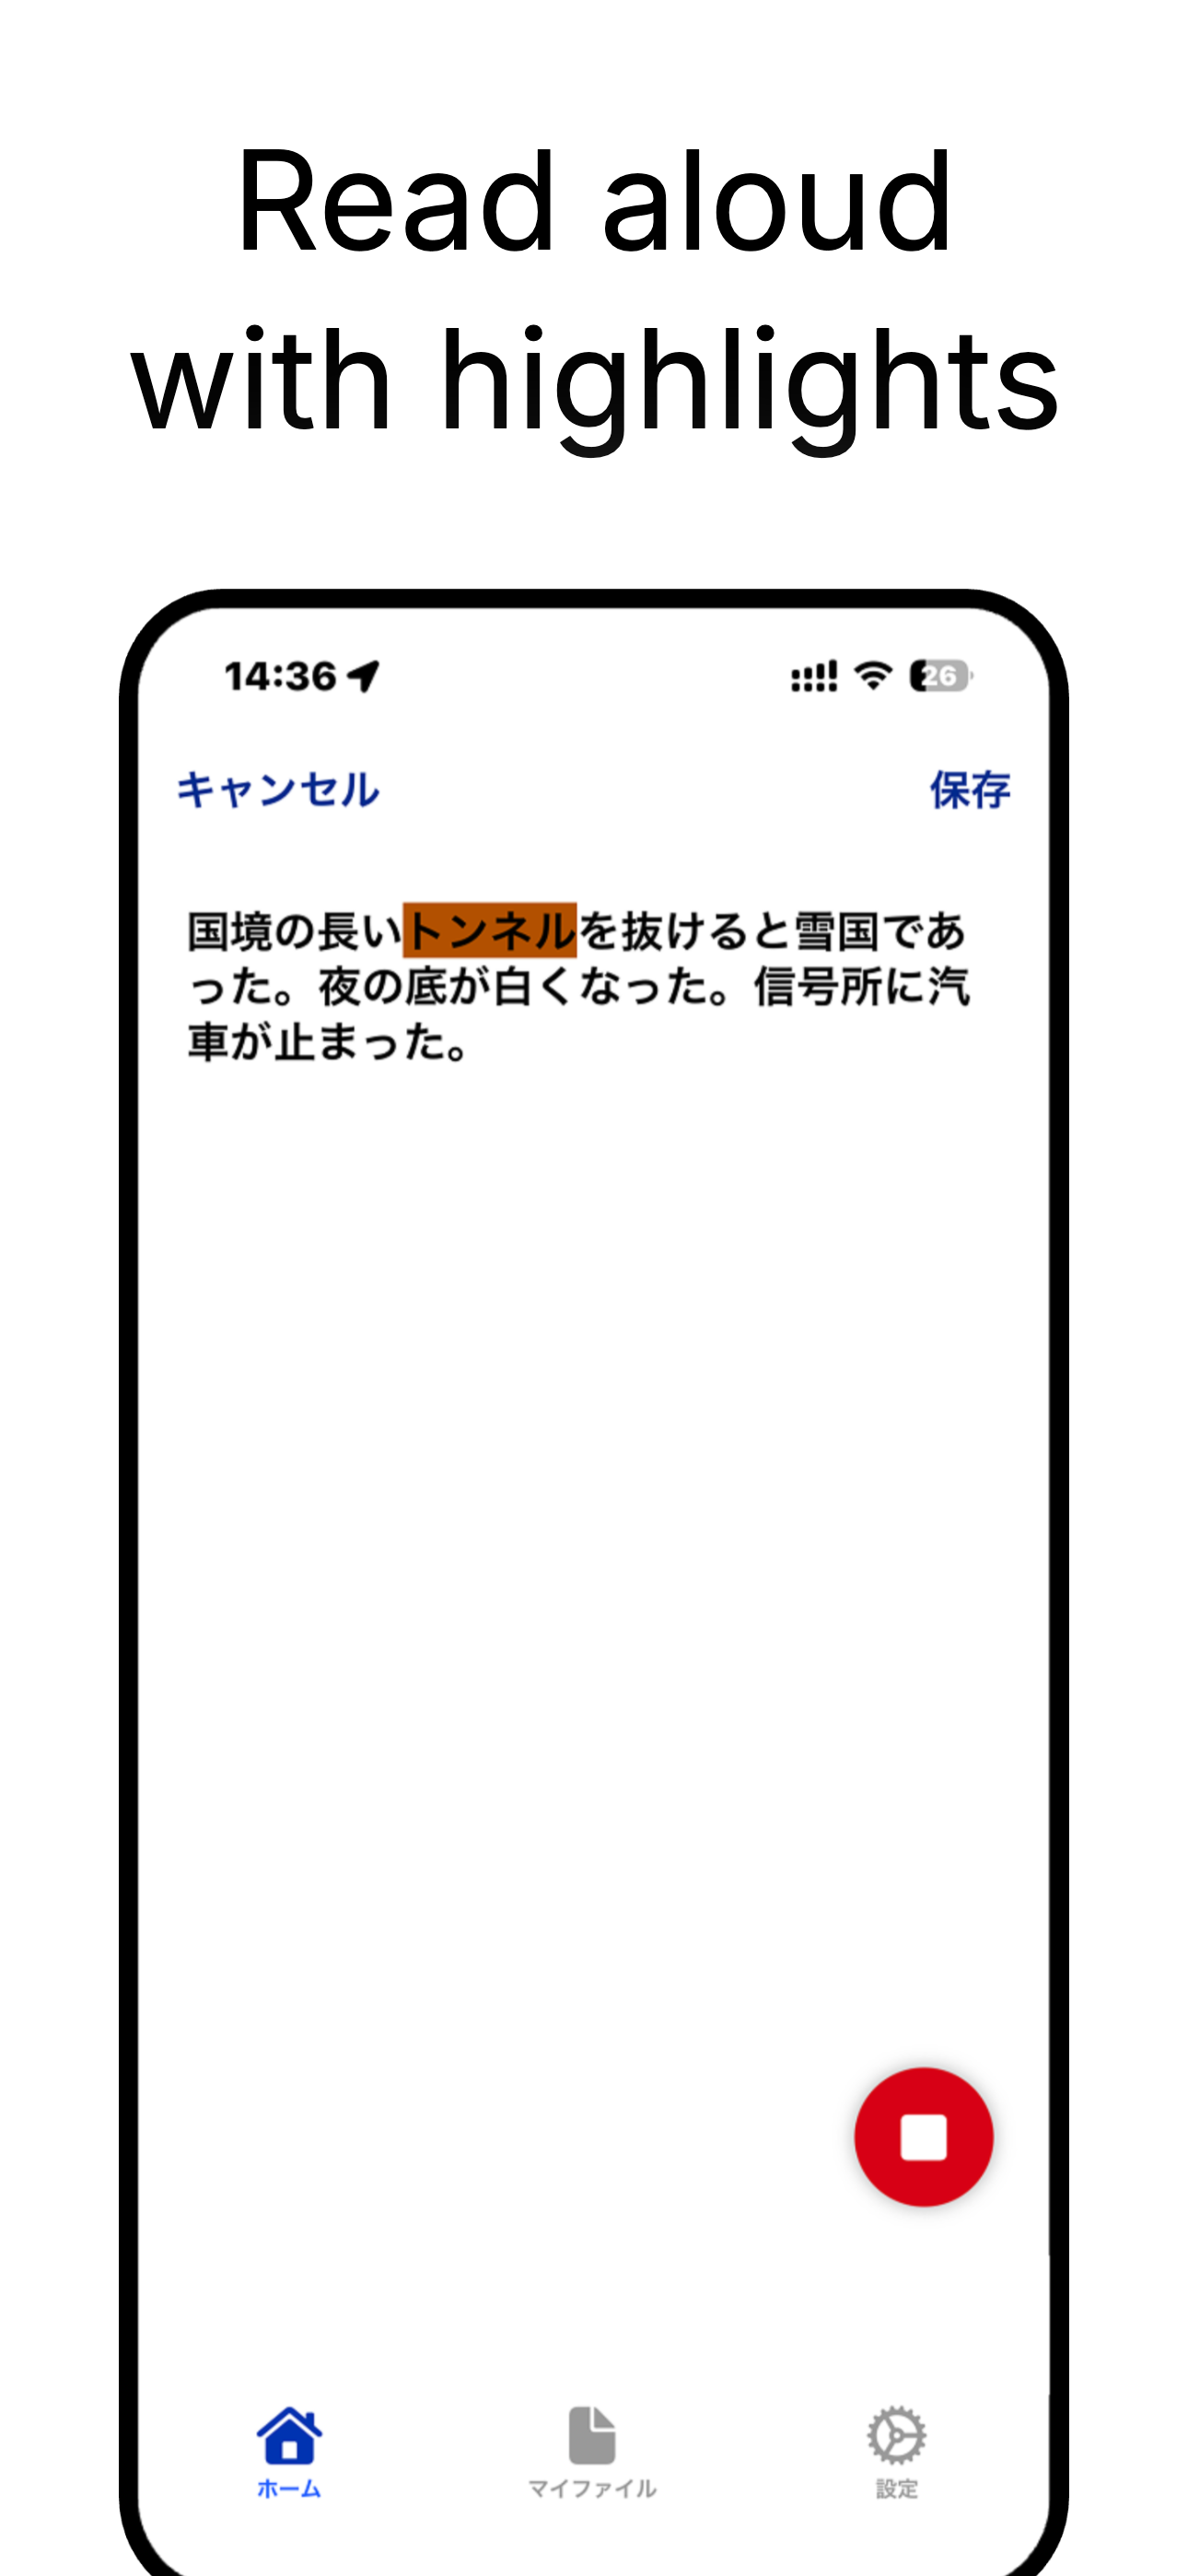 Read aloud
with highlights
14:36
26
キャンセル
保存
国境の長いトンネルを抜けると雪国であ
った。夜の底が白くなった。信号所に汽
車が止まった。
ホーム
マイファイル
設定